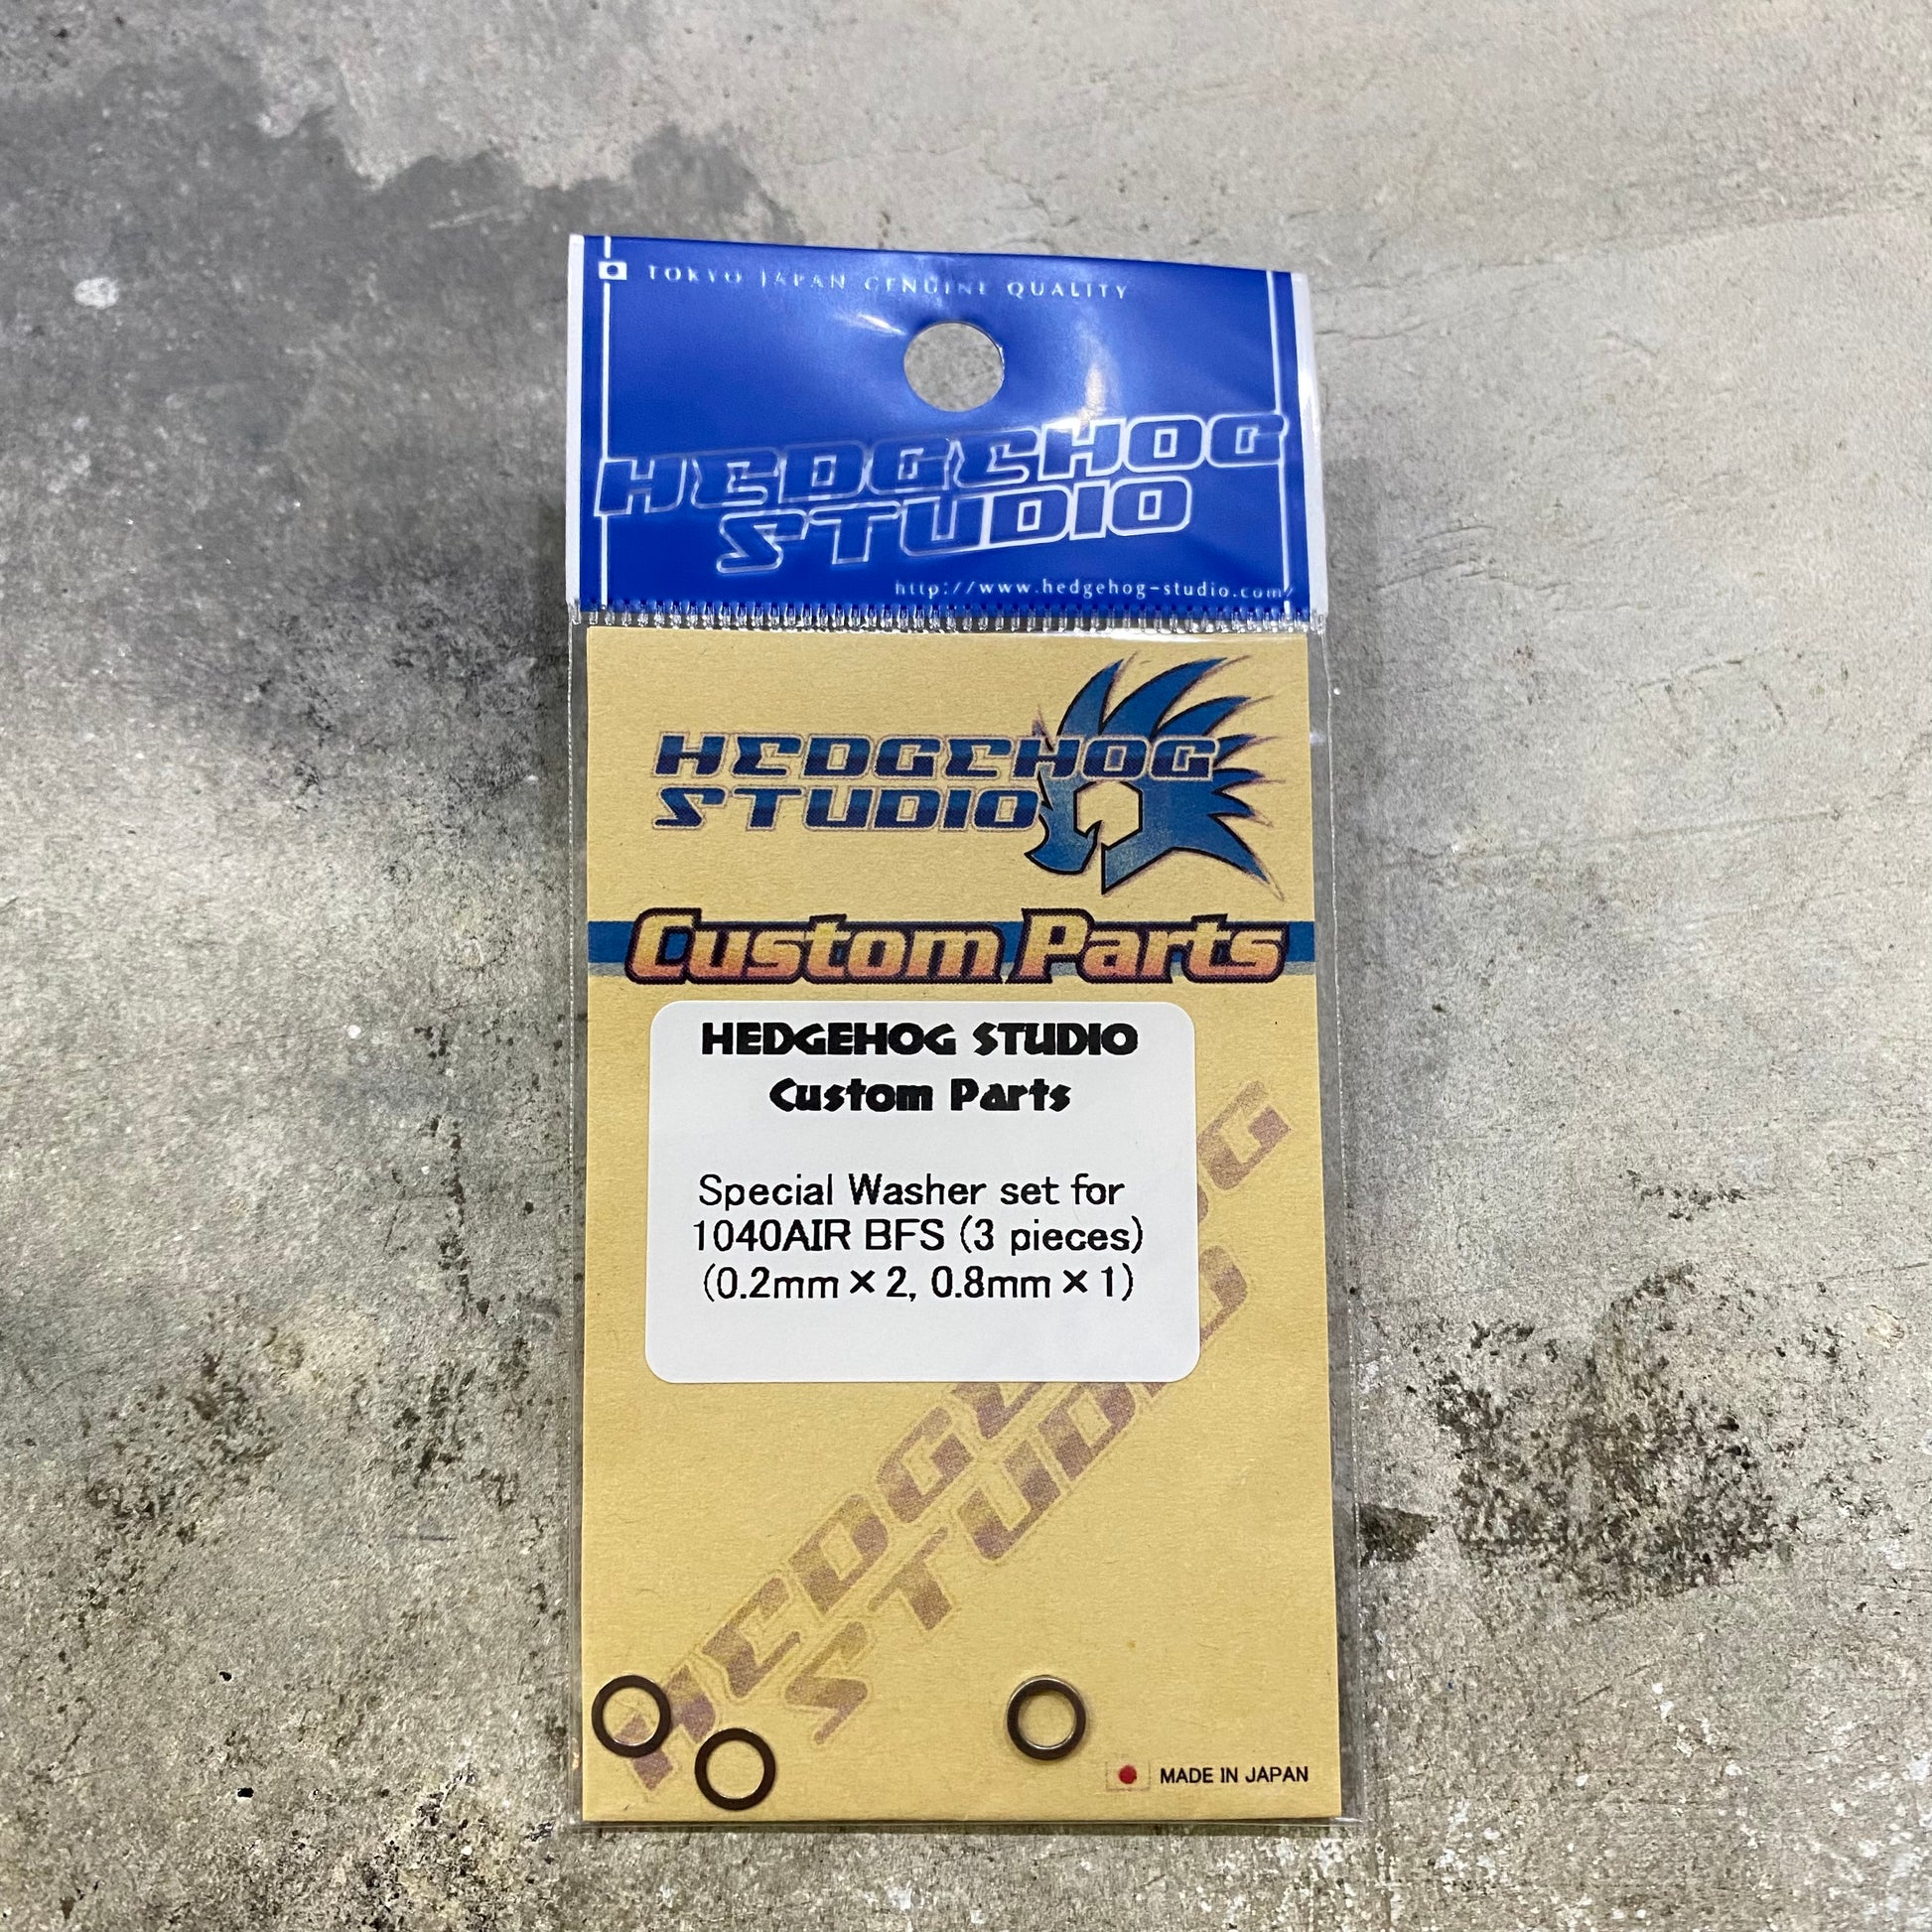 TOKYO JAPAN GENUINE QUALITY
HEDGEHOG
STUDIO
http://www.hedgehog-studio.com/
HEDGEHOG
STUDIO
Custom Parts
HEDGEHOG STUDIO
Custom Parts
Special Washer set for
1040AIR BFS (3 pieces)
(0.2mm×2, 0.8mm×1)
HEDGEHOG
STUDIO
MADE IN JAPAN